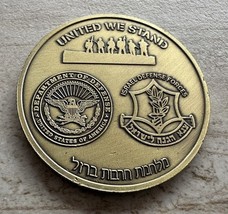 UNITED WE STAND
DEPARTMENT OF DEFENSE
UNITED STATES OF AMERICA
ISRAEL DEFENSE FORCES
צבא הגנה לישראל
מלחמת חרבות ברזל